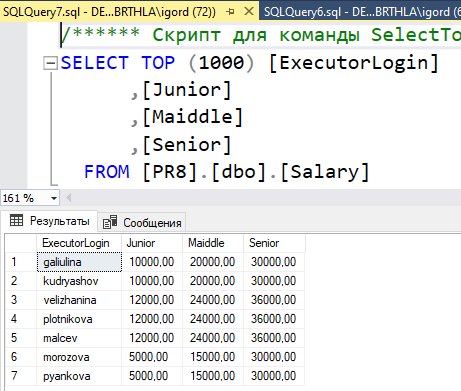 SQLQuery7.sql - DE...BRTHLA\igord (72)) SQLQuery6.sql - DE...BRTHLA\igord (6
/****** Скрипт для команды SelectTo
SELECT TOP (1000) [ExecutorLogin]
,[Junior]
,[Maiddle]
,[Senior]
FROM [PR8].[dbo].[Salary]
161 %
Результаты Сообщения
ExecutorLogin Junior Maiddle Senior
1 galiulina 10000,00 20000,00 30000,00
2 kudryashov 10000,00 20000,00 30000,00
3 velizhanina 12000,00 24000,00 36000,00
4 plotnikova 12000,00 24000,00 36000,00
5 malcev 12000,00 24000,00 36000,00
6 morozova 5000,00 15000,00 30000,00
7 pyankova 5000,00 15000,00 30000,00